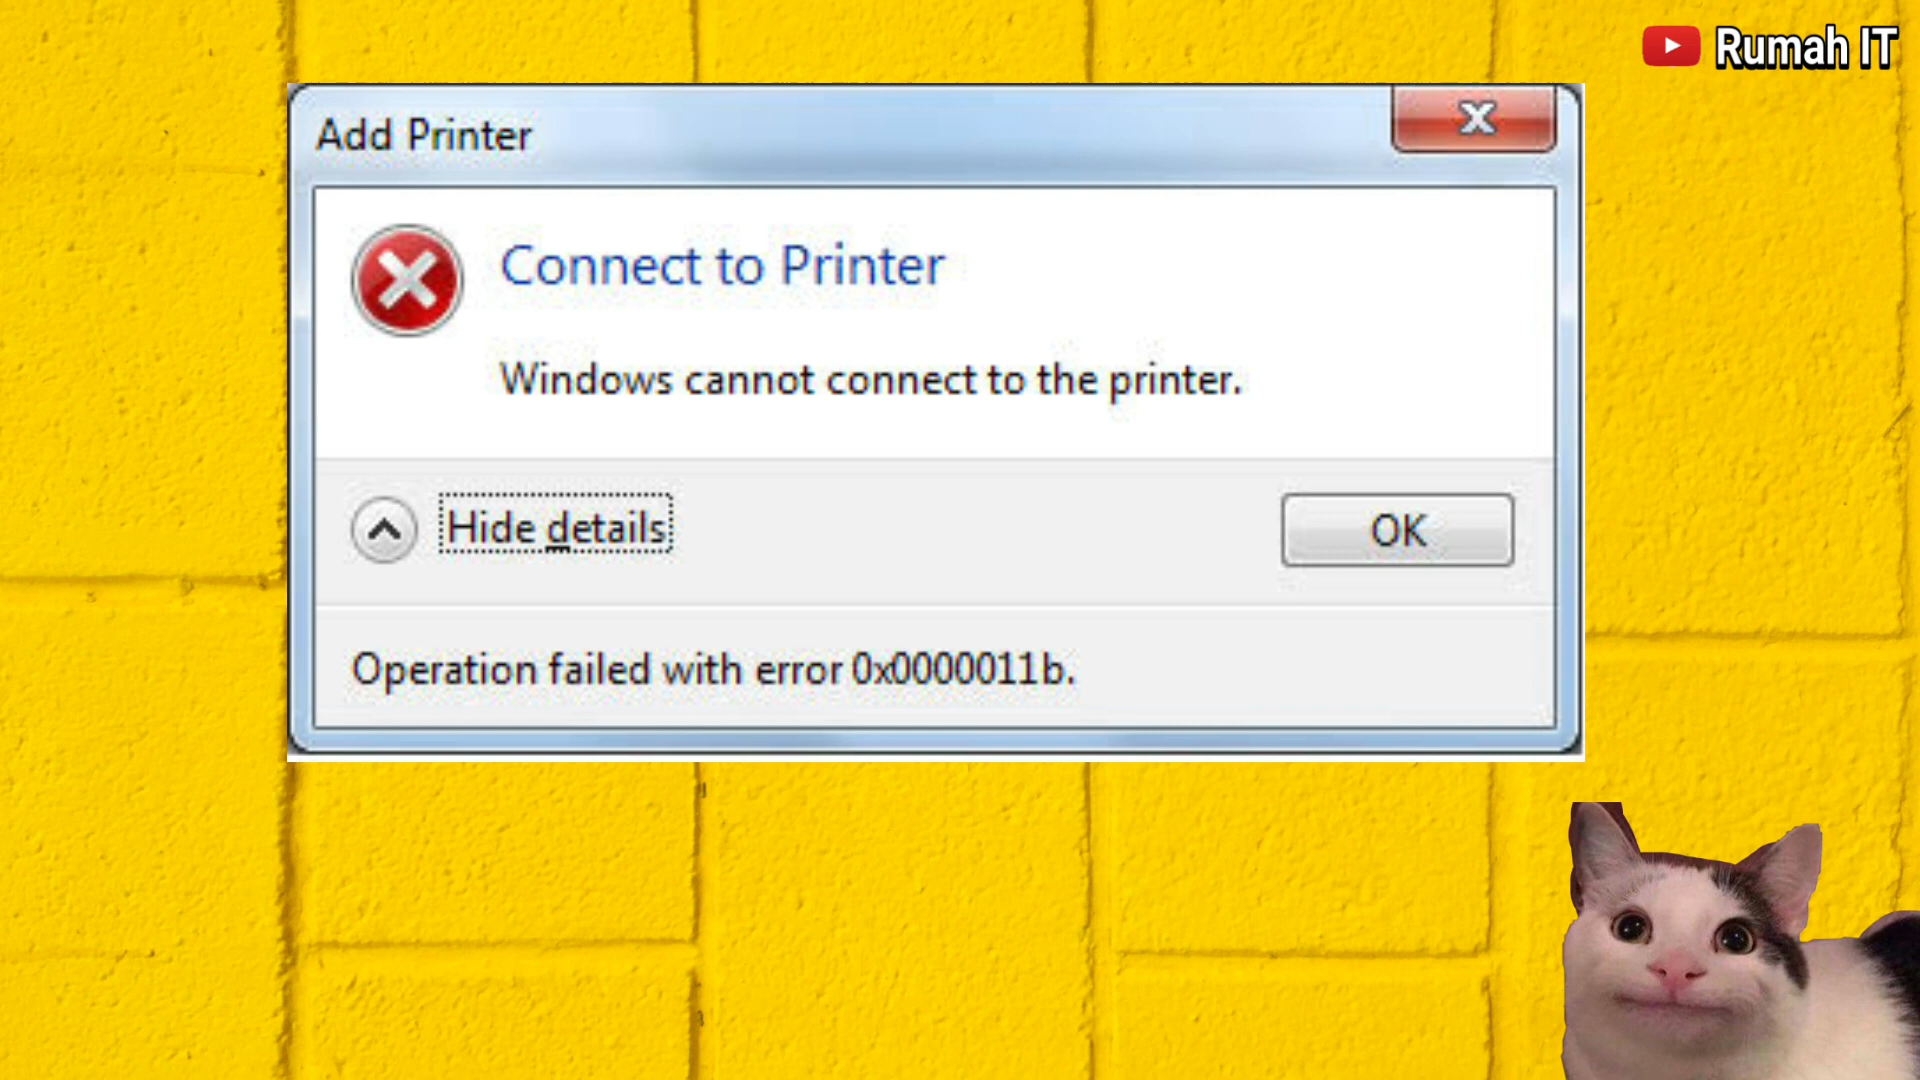 Rumah IT
Add Printer
Connect to Printer
Windows cannot connect to the printer.
Hide details
OK
Operation failed with error 0x0000011b.